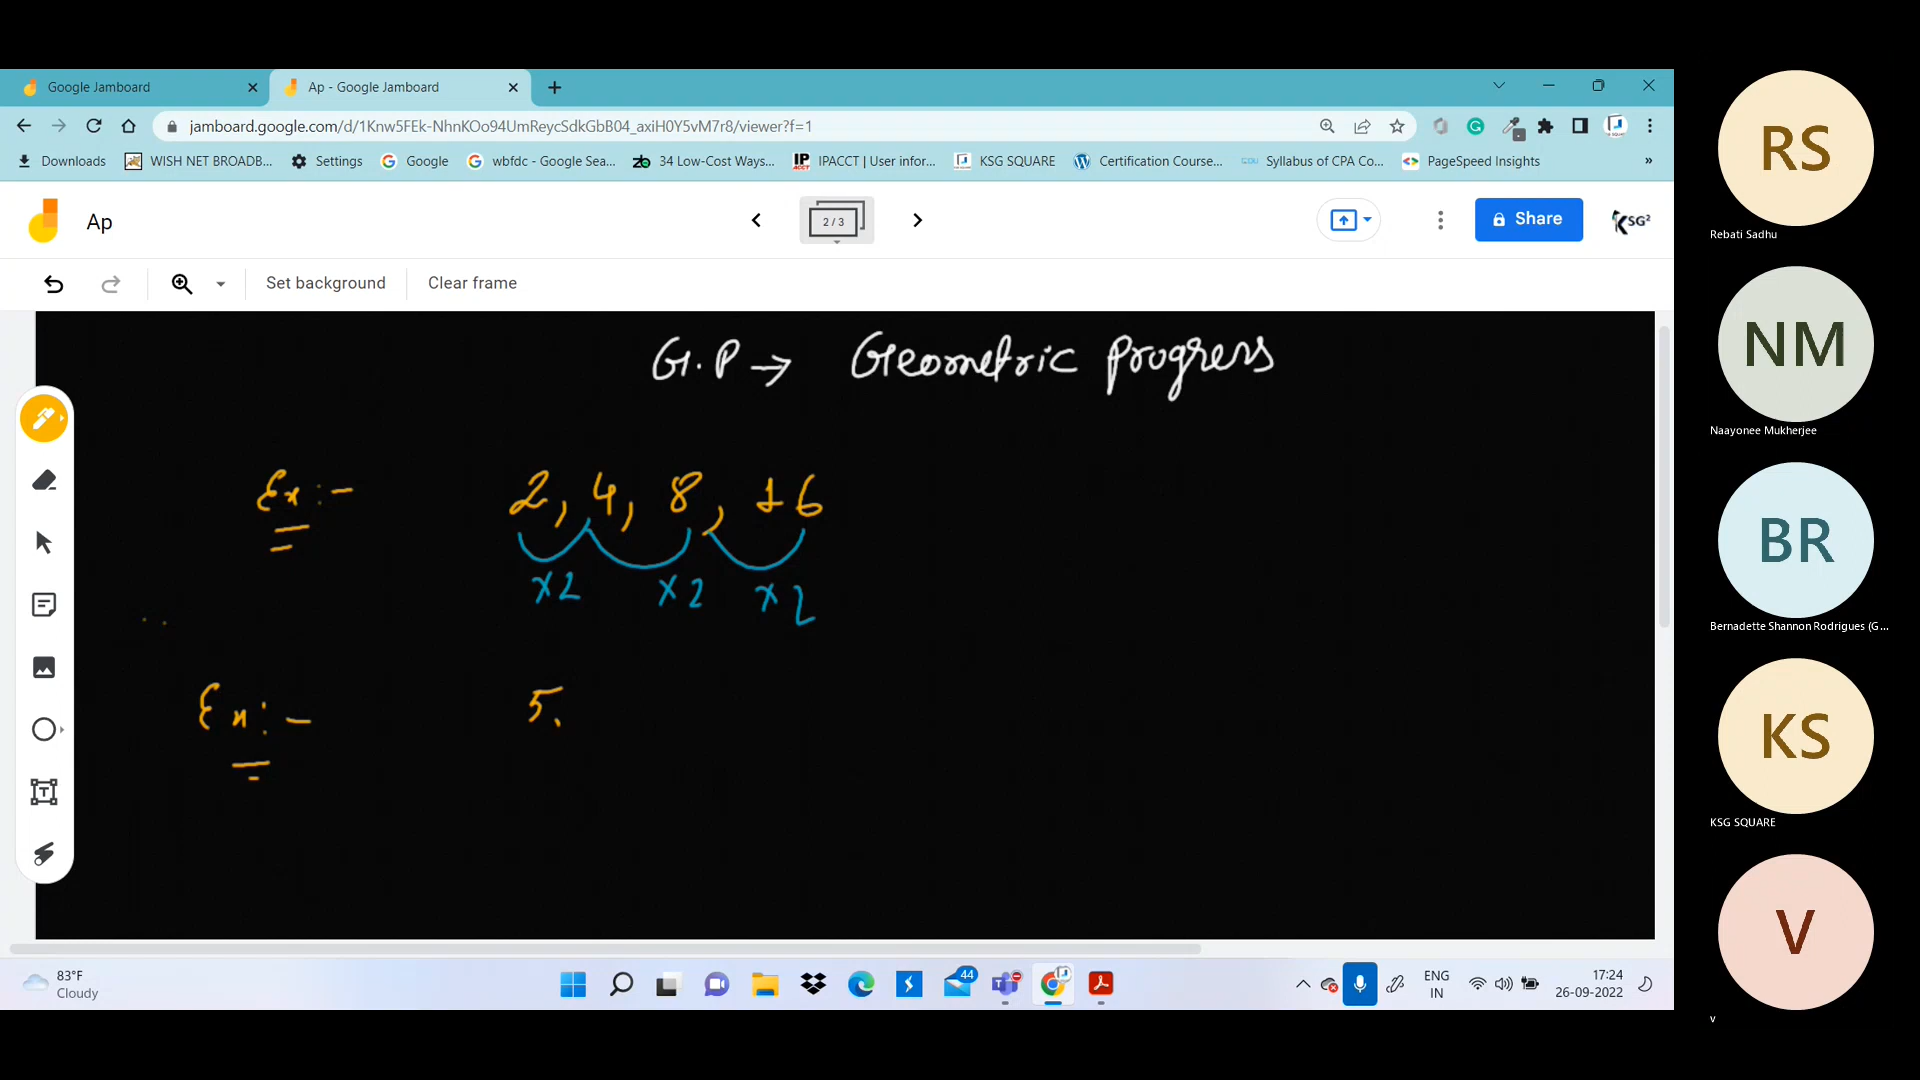 Google Jamboard
Ap - Google Jamboard
jamboard.google.com/d/1Knw5FEk-NhnKOo94UmReycSdkGbB04_axiH0Y5vM7r8/viewer?f=1
Downloads WISH NET BROADB... Settings Google wbfdc - Google Sea... 34 Low-Cost Ways... IPACCT | User infor... KSG SQUARE Certification Course... Syllabus of CPA Co... PageSpeed Insights »
Ap 2 / 3 Share KSG²
Set background Clear frame
G.P → Geometric Progress
Ex :- 2, 4, 8, 16
x2 x2 x2
Ex :- 5,
83°F
Cloudy
44
ENG
IN
17:24
26-09-2022
RS
Rebati Sadhu
NM
Naayonee Mukherjee
BR
Bernadette Shannon Rodrigues (G...
KS
KSG SQUARE
V
v